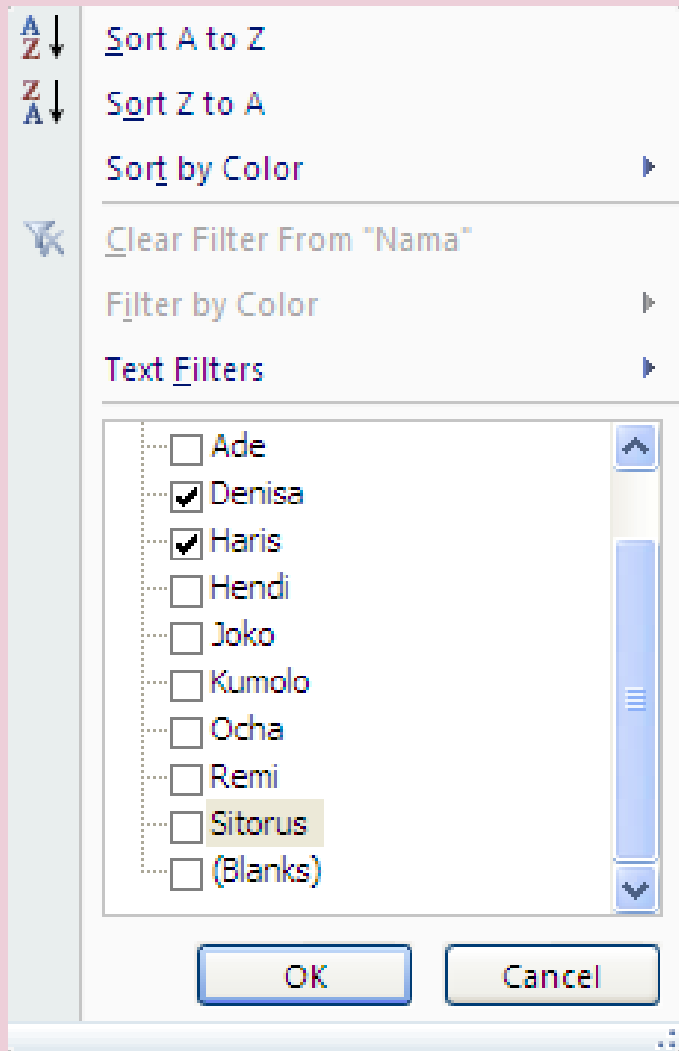 Sort A to Z
Sort Z to A
Sort by Color
Clear Filter From "Nama"
Filter by Color
Text Filters
Ade
Denisa
Haris
Hendi
Joko
Kumolo
Ocha
Remi
Sitorus
(Blanks)
OK Cancel